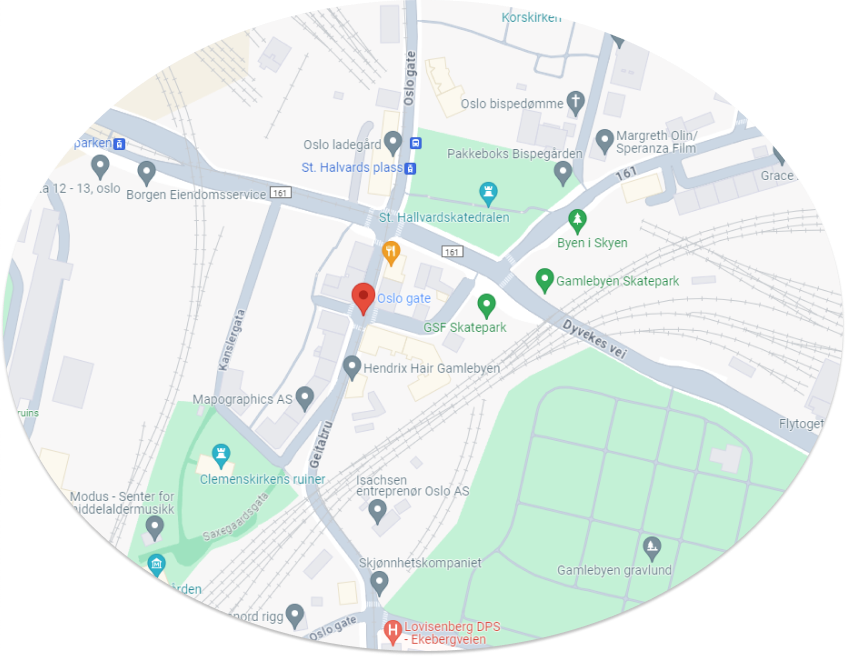 Korskirken
Oslo gate
Oslo bispedømme
Margreth Olin/
Speranza Film
Oslo ladegård
parken
Pakkeboks Bispegården
St. Halvards plass
161
Grace
12 - 13, oslo
Borgen Eiendomsservice
161
St. Hallvardskatedralen
Byen i Skyen
161
Gamlebyen Skatepark
Oslo gate
GSF Skatepark
Dyvekes vei
Kanslergata
Hendrix Hair Gamlebyen
Mapographics AS
ruins
Flytoget
Geitabru
Clemenskirkens ruiner
Isachsen
entreprenør Oslo AS
Modus - Senter for
middelaldermusikk
Saxegaardsgata
Skjønnhetskompaniet
Gamlebyen gravlund
rden
nord rigg
Oslo gate
Lovisenberg DPS
- Ekebergveien